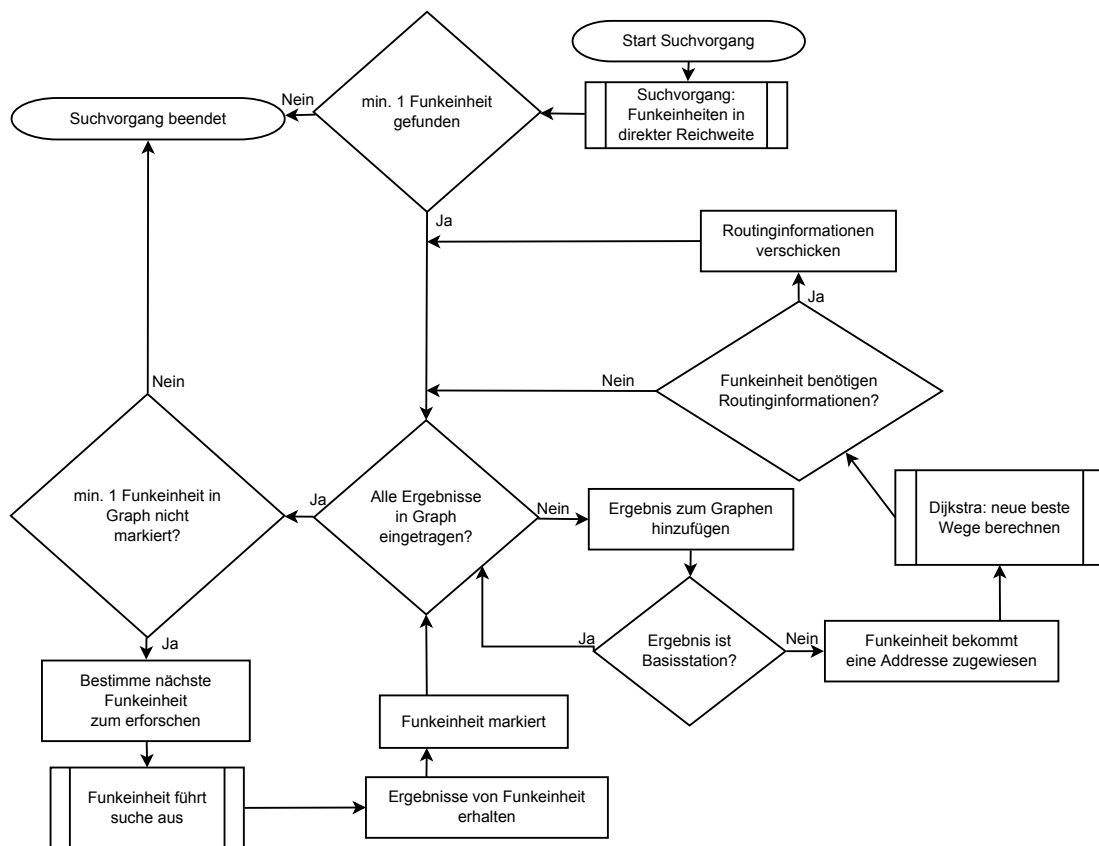 Start Suchvorgang
Suchvorgang:
Funkeinheiten in
direkter Reichweite
min. 1 Funkeinheit
gefunden
Nein
Suchvorgang beendet
Ja
Routinginformationen
verschicken
Ja
Funkeinheit benötigen
Routinginformationen?
Nein
Nein
min. 1 Funkeinheit in
Graph nicht
markiert?
Ja
Alle Ergebnisse
in Graph
eingetragen?
Nein
Ergebnis zum Graphen
hinzufügen
Dijkstra: neue beste
Wege berechnen
Ja
Ergebnis ist
Basisstation?
Nein
Funkeinheit bekommt
eine Addresse zugewiesen
Ja
Bestimme nächste
Funkeinheit
zum erforschen
Funkeinheit markiert
Funkeinheit führt
suche aus
Ergebnisse von Funkeinheit
erhalten